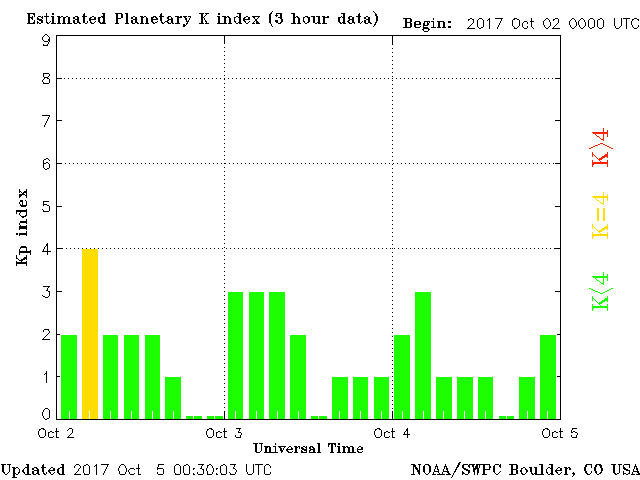 Estimated Planetary K index (3 hour data)
Begin: 2017 Oct 02 0000 UTC
9
8
7
6
5
4
3
2
1
0
Kp index
Oct 2
Oct 3
Oct 4
Oct 5
Universal Time
K>4
K=4
K<4
Updated 2017 Oct 5 00:30:03 UTC
NOAA/SWPC Boulder, CO USA